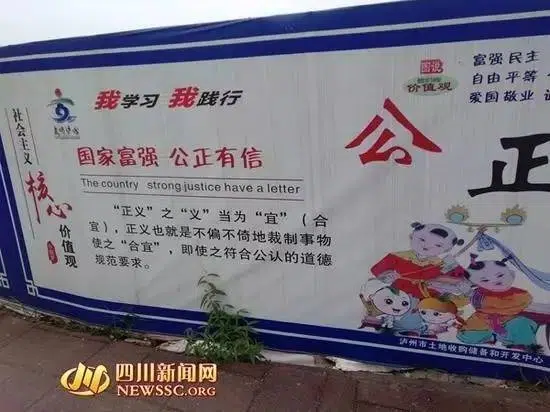 我学习 我践行
社会主义
核心
价值观
国家富强 公正有信
The country strong justice have a letter
“正义”之“义”当为“宜”(合
宜),正义也就是不偏不倚地裁制事物
使之“合宜”,即使之符合公认的道德
规范要求。
图说
价值观
富强 民主
自由 平等
爱国 敬业
公正
泸州市土地收购储备和开发中心
四川新闻网
NEWSSC.ORG